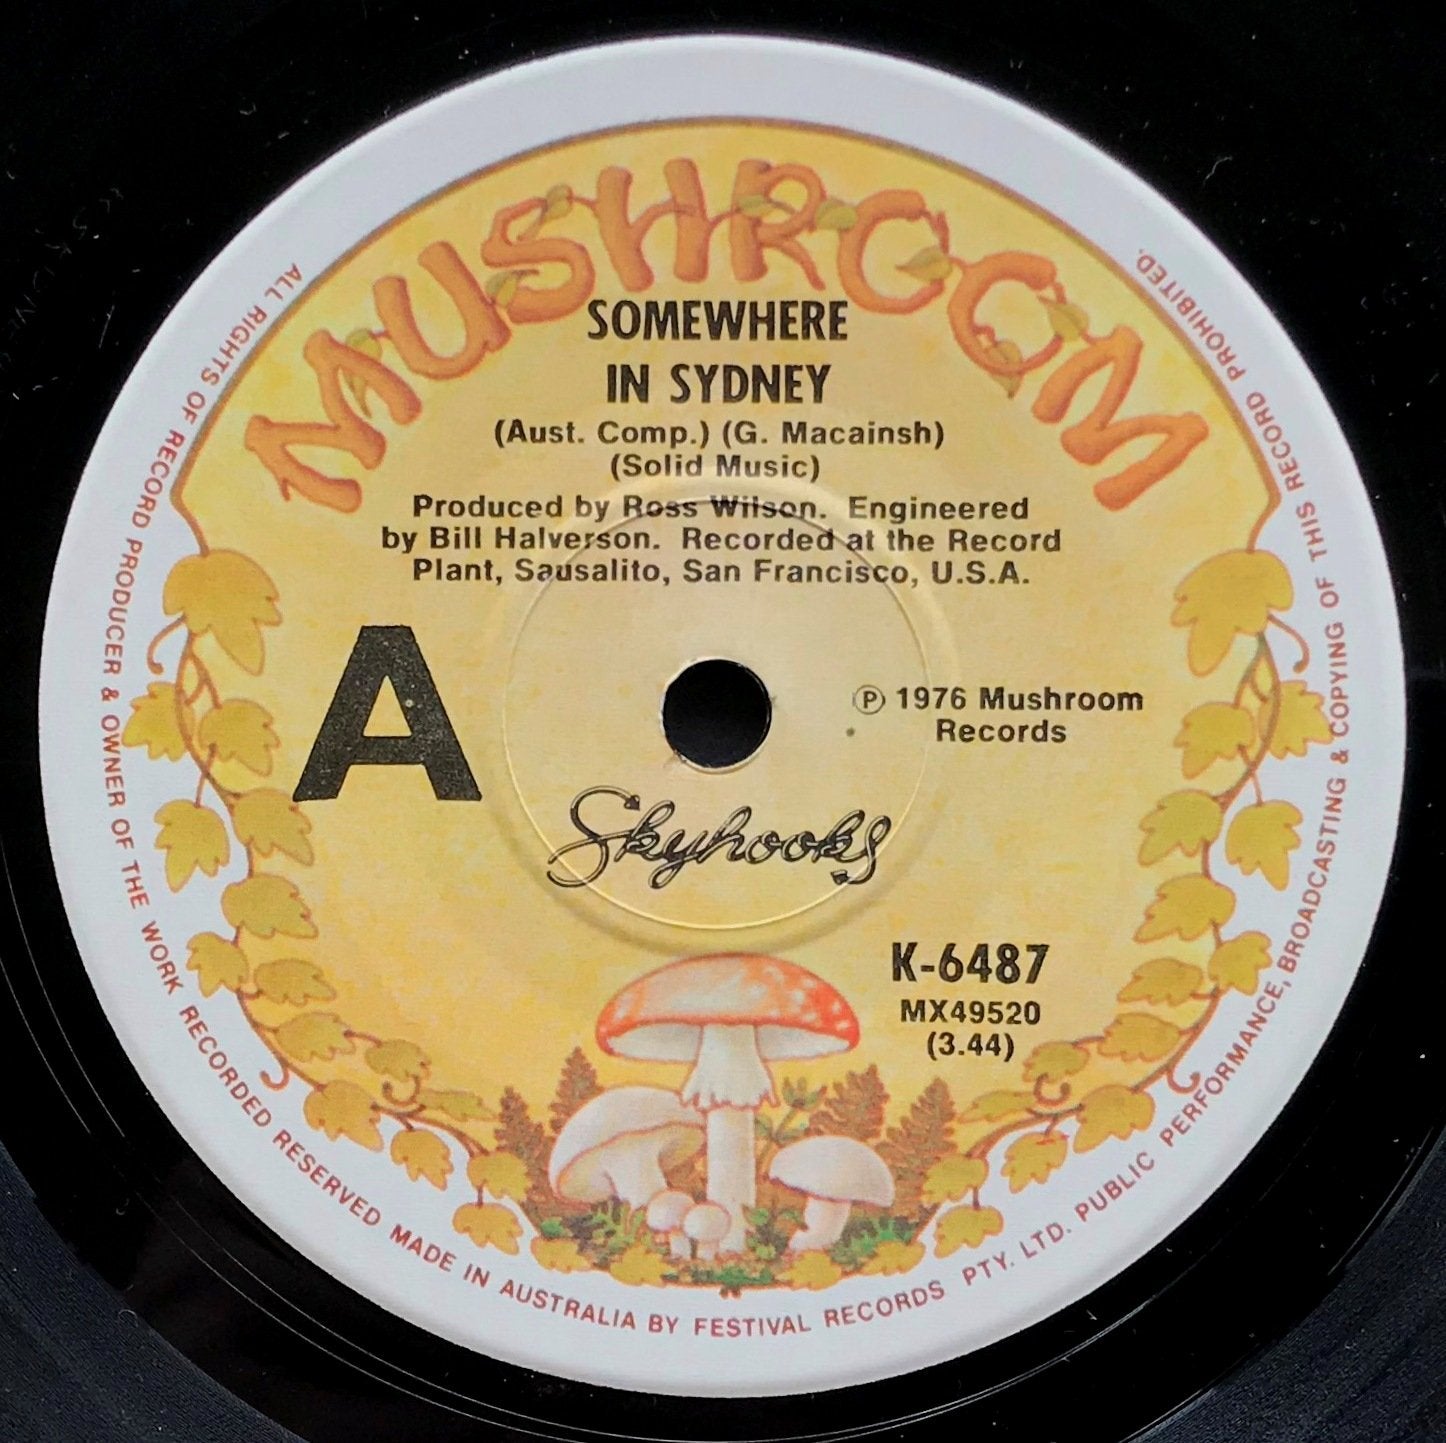 MUSHROOM
SOMEWHERE
IN SYDNEY
(Aust. Comp.) (G. Macainsh)
(Solid Music)
Produced by Ross Wilson. Engineered
by Bill Halverson. Recorded at the Record
Plant, Sausalito, San Francisco, U.S.A.
A
Ⓟ 1976 Mushroom
Records
Skyhooks
K-6487
MX49520
(3.44)
ALL RIGHTS OF RECORD PRODUCER & OWNER OF THE WORK RECORDED RESERVED MADE IN AUSTRALIA BY FESTIVAL RECORDS PTY. LTD. PUBLIC PERFORMANCE, BROADCASTING & COPYING OF THIS RECORD PROHIBITED.